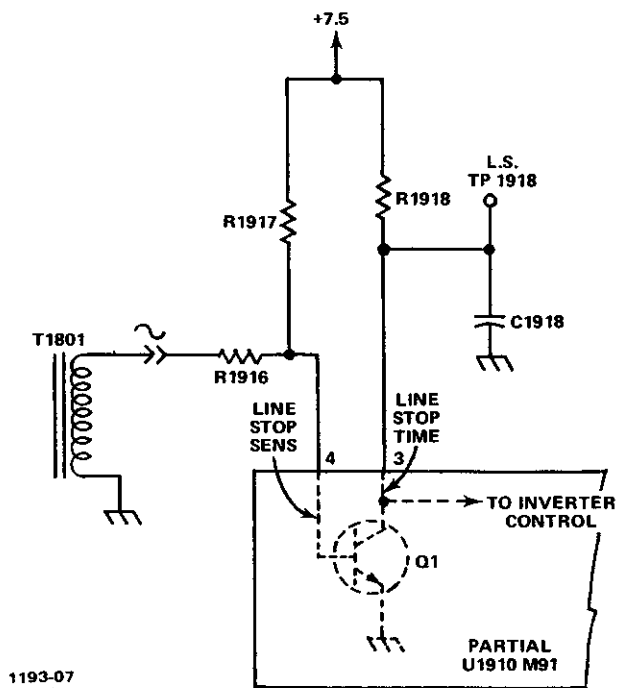 +7.5
L.S.
TP 1918
R1918
R1917
C1918
T1801
R1916
LINE
STOP
SENS
LINE
STOP
TIME
4
3
TO INVERTER
CONTROL
Q1
PARTIAL
U1910 M91
1193-07